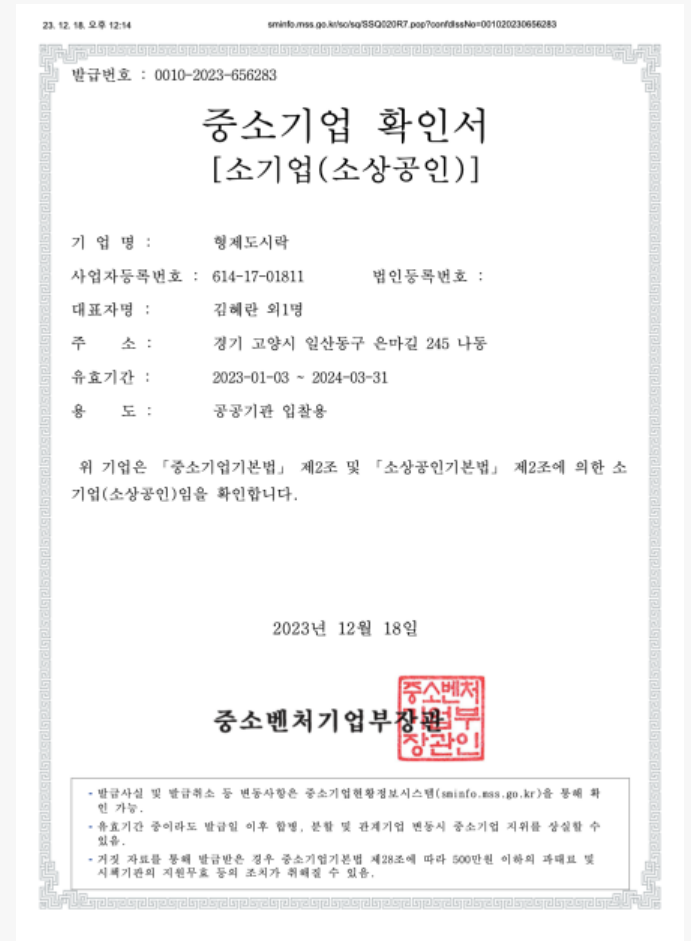 23. 12. 18. 오후 12:14 sminfo.mss.go.kr/sc/sq/SSQ020R7.pop?confdIssNo=001020230656283
발급번호 : 0010-2023-656283
중소기업 확인서
[소기업(소상공인)]
기 업 명 : 형제도시락
사업자등록번호 : 614-17-01811 법인등록번호 :
대표자명 : 김혜란 외1명
주 소 : 경기 고양시 일산동구 은마길 245 나동
유효기간 : 2023-01-03 ~ 2024-03-31
용 도 : 공공기관 입찰용
위 기업은 「중소기업기본법」 제2조 및 「소상공인기본법」 제2조에 의한 소
기업(소상공인)임을 확인합니다.
2023년 12월 18일
중소벤처기업부장관
중소벤처
기업부
장관인
- 발급사실 및 발급취소 등 변동사항은 중소기업현황정보시스템(sminfo.mss.go.kr)을 통해 확
인 가능.
- 유효기간 중이라도 발급일 이후 합병, 분할 및 관계기업 변동시 중소기업 지위를 상실할 수
있음.
- 거짓 자료를 통해 발급받은 경우 중소기업기본법 제28조에 따라 500만원 이하의 과태료 및
시책기관의 지원무효 등의 조치가 취해질 수 있음.